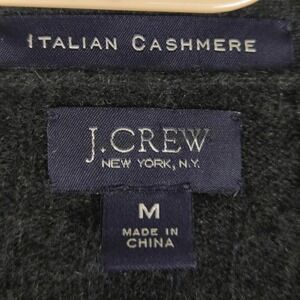 ITALIAN CASHMERE
J.CREW
NEW YORK, N.Y.
M
MADE IN
CHINA